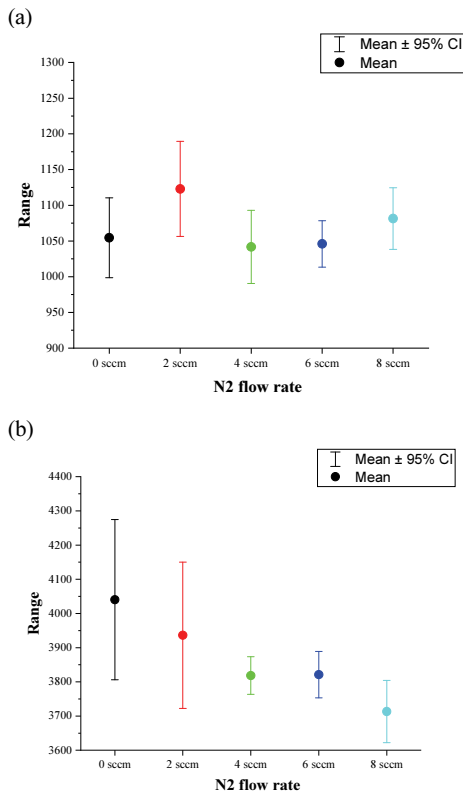 (a)
Mean ± 95% CI
Mean
1300
1250
1200
1150
1100
1050
1000
950
900
Range
0 sccm 2 sccm 4 sccm 6 sccm 8 sccm
N2 flow rate
(b)
Mean ± 95% CI
Mean
4400
4300
4200
4100
4000
3900
3800
3700
3600
Range
0 sccm 2 sccm 4 sccm 6 sccm 8 sccm
N2 flow rate